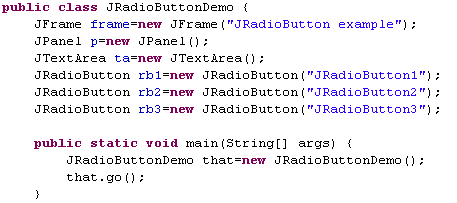 public class JRadioButtonDemo {
    JFrame frame=new JFrame("JRadioButton example");
    JPanel p=new JPanel();
    JTextArea ta=new JTextArea();
    JRadioButton rb1=new JRadioButton("JRadioButton1");
    JRadioButton rb2=new JRadioButton("JRadioButton2");
    JRadioButton rb3=new JRadioButton("JRadioButton3");
    public static void main(String[] args) {
        JRadioButtonDemo that=new JRadioButtonDemo();
        that.go();
    }